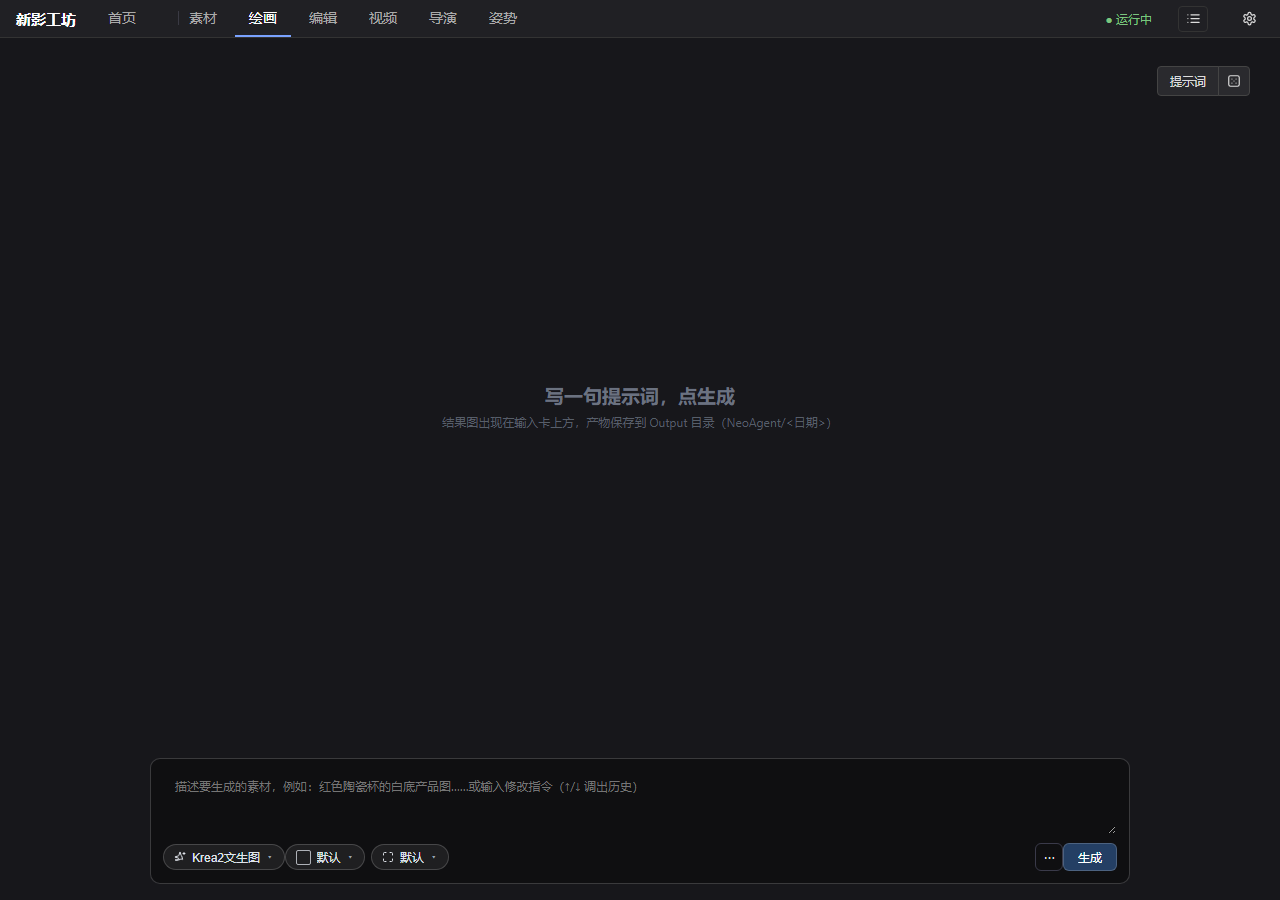 新影工坊 首页 素材 绘画 编辑 视频 导演 姿势 运行中
提示词
写一句提示词，点生成
结果图出现在输入卡上方，产物保存到 Output 目录（NeoAgent/<日期>）
描述要生成的素材，例如：红色陶瓷杯的白底产品图……或输入修改指令（↑/↓ 调出历史）
Krea2文生图 默认 默认 ··· 生成